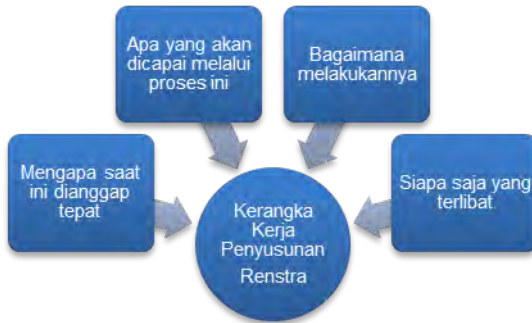 Apa yang akan
dicapai melalui
proses ini
Bagaimana
melakukannya
Mengapa saat
ini dianggap
tepat
Siapa saja yang
terlibat
Kerangka
Kerja
Penyusunan
Renstra